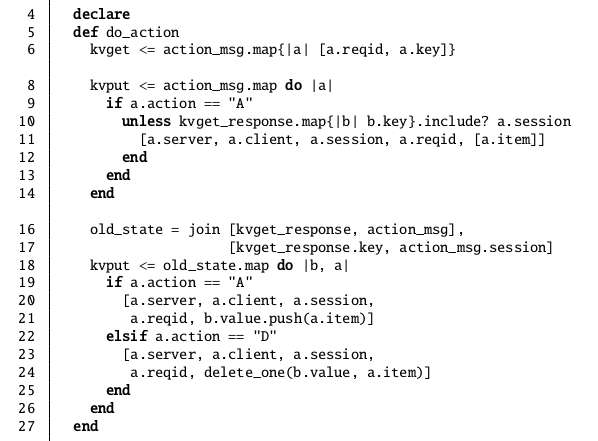 4 declare
5 def do_action
6 kvget <= action_msg.map{|a| [a.reqid, a.key]}
8 kvput <= action_msg.map do |a|
9 if a.action == "A"
10 unless kvget_response.map{|b| b.key}.include? a.session
11 [a.server, a.client, a.session, a.reqid, [a.item]]
12 end
13 end
14 end
16 old_state = join [kvget_response, action_msg],
17 [kvget_response.key, action_msg.session]
18 kvput <= old_state.map do |b, a|
19 if a.action == "A"
20 [a.server, a.client, a.session,
21 a.reqid, b.value.push(a.item)]
22 elsif a.action == "D"
23 [a.server, a.client, a.session,
24 a.reqid, delete_one(b.value, a.item)]
25 end
26 end
27 end